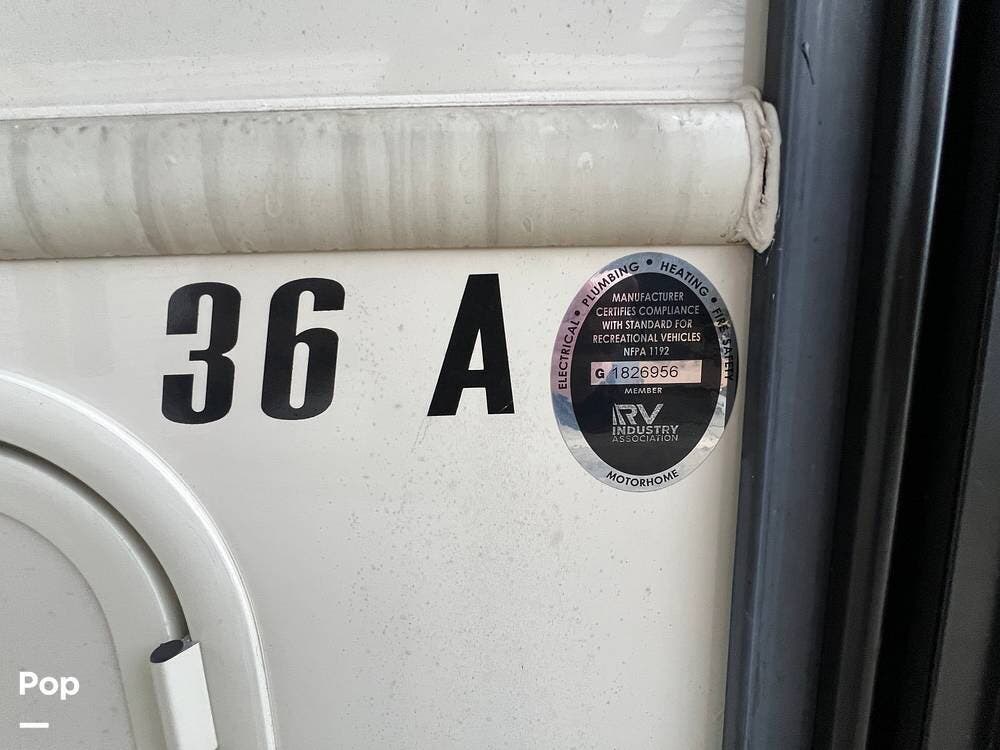 36 A
ELECTRICAL • PLUMBING • HEATING • FIRE SAFETY
MANUFACTURER
CERTIFIES COMPLIANCE
WITH STANDARD FOR
RECREATIONAL VEHICLES
NFPA 1192
G 1826956
MEMBER
RV
INDUSTRY
ASSOCIATION
MOTORHOME
Pop